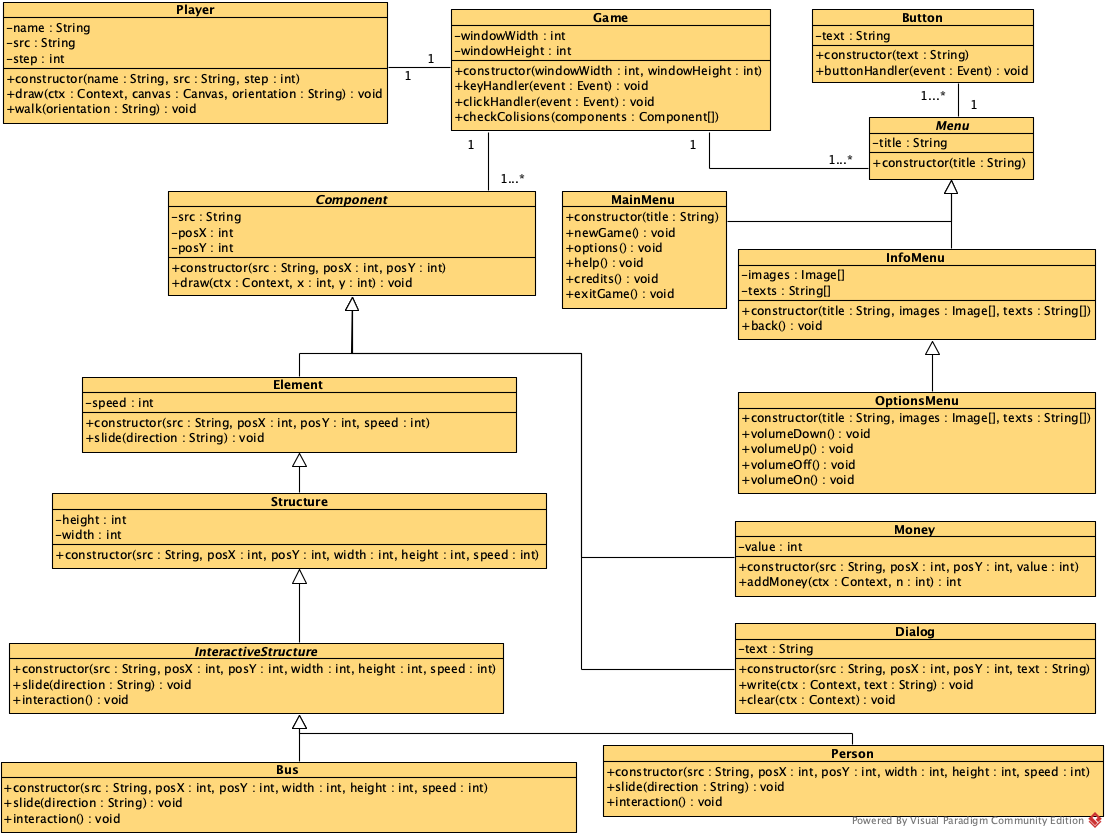 Player
-name : String
-src : String
-step : int
+constructor(name : String, src : String, step : int)
+draw(ctx : Context, canvas : Canvas, orientation : String) : void
+walk(orientation : String) : void
1
1
Game
-windowWidth : int
-windowHeight : int
+constructor(windowWidth : int, windowHeight : int)
+keyHandler(event : Event) : void
+clickHandler(event : Event) : void
+checkColisions(components : Component[])
Button
-text : String
+constructor(text : String)
+buttonHandler(event : Event) : void
1...*
1
Menu
-title : String
+constructor(title : String)
1
1...*
1
1...*
Component
-src : String
-posX : int
-posY : int
+constructor(src : String, posX : int, posY : int)
+draw(ctx : Context, x : int, y : int) : void
MainMenu
+constructor(title : String)
+newGame() : void
+options() : void
+help() : void
+credits() : void
+exitGame() : void
InfoMenu
-images : Image[]
-texts : String[]
+constructor(title : String, images : Image[], texts : String[])
+back() : void
Element
-speed : int
+constructor(src : String, posX : int, posY : int, speed : int)
+slide(direction : String) : void
OptionsMenu
+constructor(title : String, images : Image[], texts : String[])
+volumeDown() : void
+volumeUp() : void
+volumeOff() : void
+volumeOn() : void
Structure
-height : int
-width : int
+constructor(src : String, posX : int, posY : int, width : int, height : int, speed : int)
Money
-value : int
+constructor(src : String, posX : int, posY : int, value : int)
+addMoney(ctx : Context, n : int) : int
Dialog
-text : String
+constructor(src : String, posX : int, posY : int, text : String)
+write(ctx : Context, text : String) : void
+clear(ctx : Context) : void
InteractiveStructure
+constructor(src : String, posX : int, posY : int, width : int, height : int, speed : int)
+slide(direction : String) : void
+interaction() : void
Bus
+constructor(src : String, posX : int, posY : int, width : int, height : int, speed : int)
+slide(direction : String) : void
+interaction() : void
Person
+constructor(src : String, posX : int, posY : int, width : int, height : int, speed : int)
+slide(direction : String) : void
+interaction() : void
Powered By Visual Paradigm Community Edition